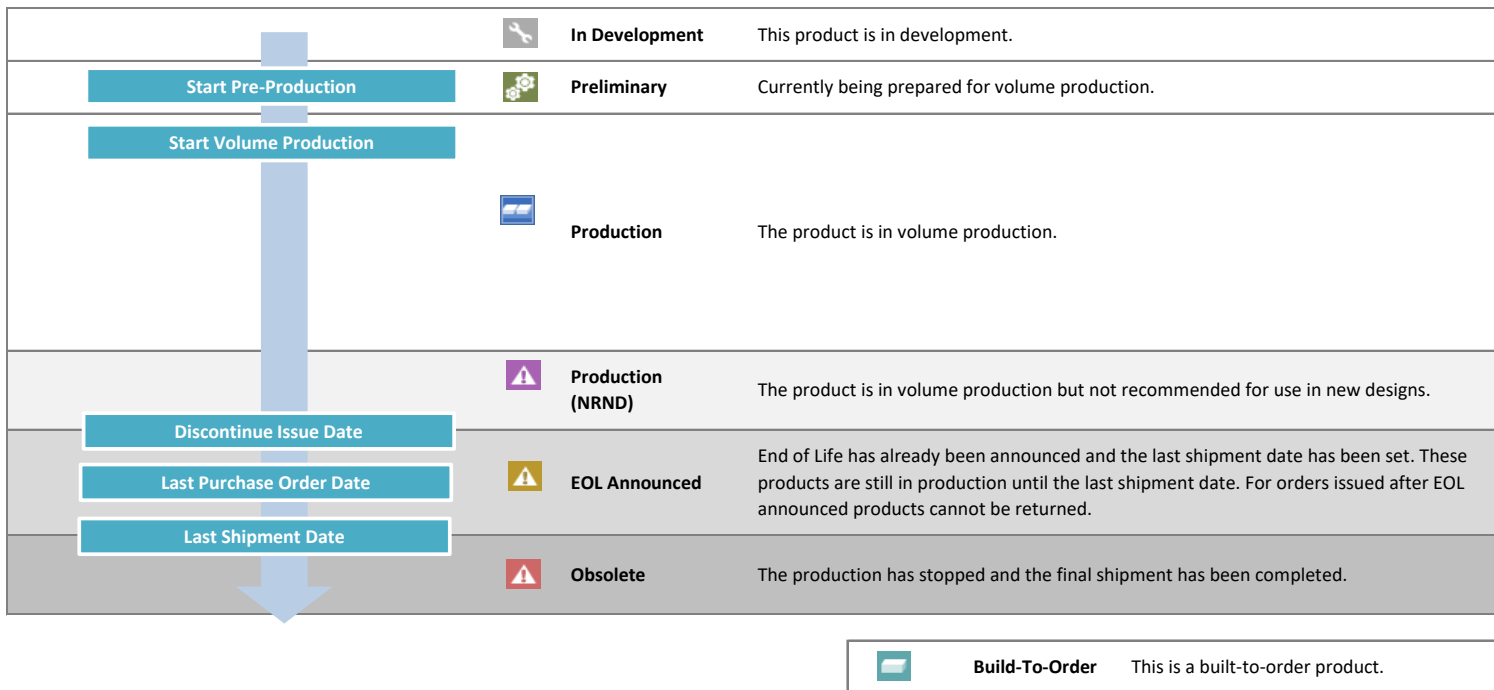 In Development This product is in development.
Start Pre-Production Preliminary Currently being prepared for volume production.
Start Volume Production
Production The product is in volume production.
Production
(NRND)
The product is in volume production but not recommended for use in new designs.
Discontinue Issue Date
End of Life has already been announced and the last shipment date has been set. These
Last Purchase Order Date EOL Announced products are still in production until the last shipment date. For orders issued after EOL
announced products cannot be returned.
Last Shipment Date
Obsolete The production has stopped and the final shipment has been completed.
Build-To-Order This is a built-to-order product.